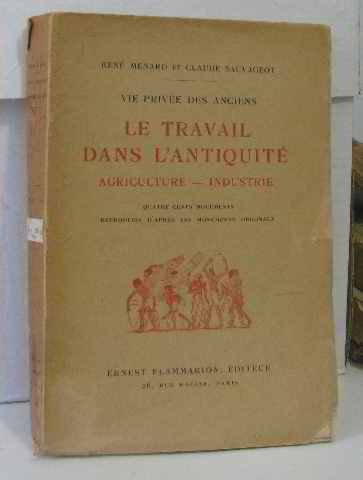 RENÉ MÉNARD ET CLAUDE SAUVAGEOT
VIE PRIVÉE DES ANCIENS
LE TRAVAIL
DANS L'ANTIQUITÉ
AGRICULTURE — INDUSTRIE
QUATRE CENTS DOCUMENTS
REPRODUITS D'APRÈS LES MONUMENTS ORIGINAUX
ERNEST FLAMMARION, ÉDITEUR
26, RUE RACINE, PARIS